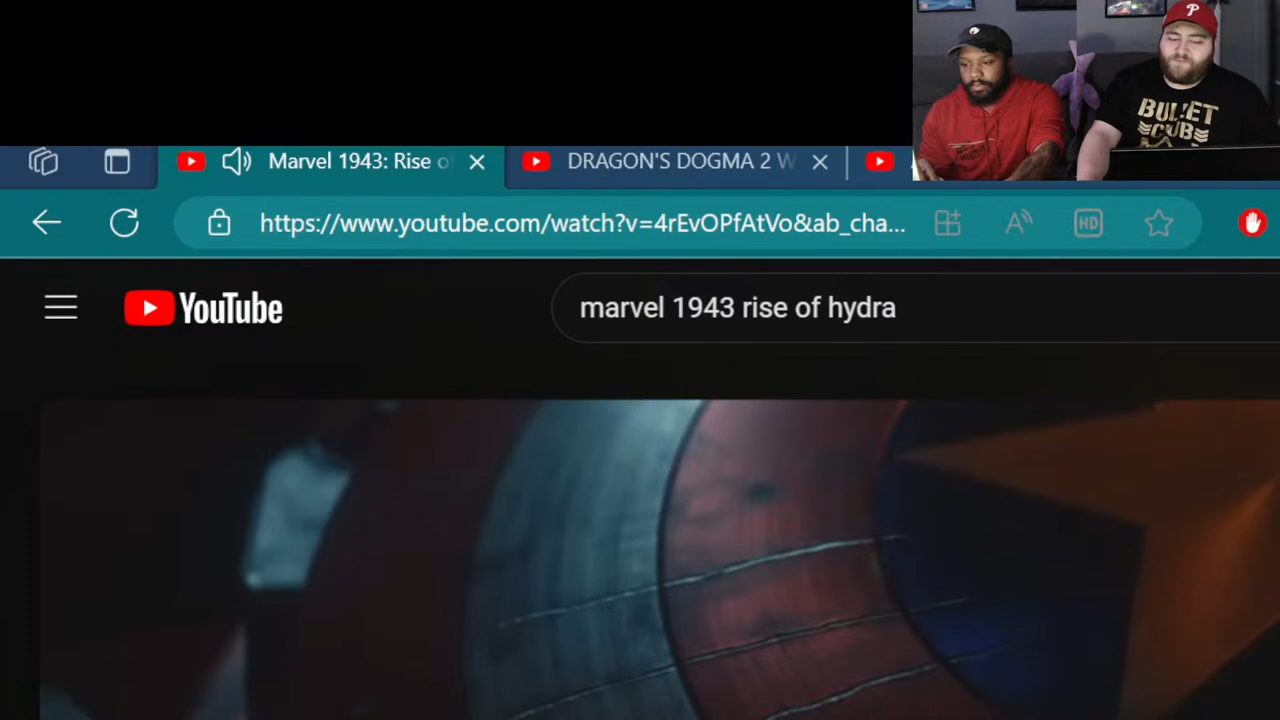 P
BULLET
CLUB
Marvel 1943: Rise o
DRAGON'S DOGMA 2 W
https://www.youtube.com/watch?v=4rEvOPfAtVo&ab_cha...
A
HD
YouTube
marvel 1943 rise of hydra